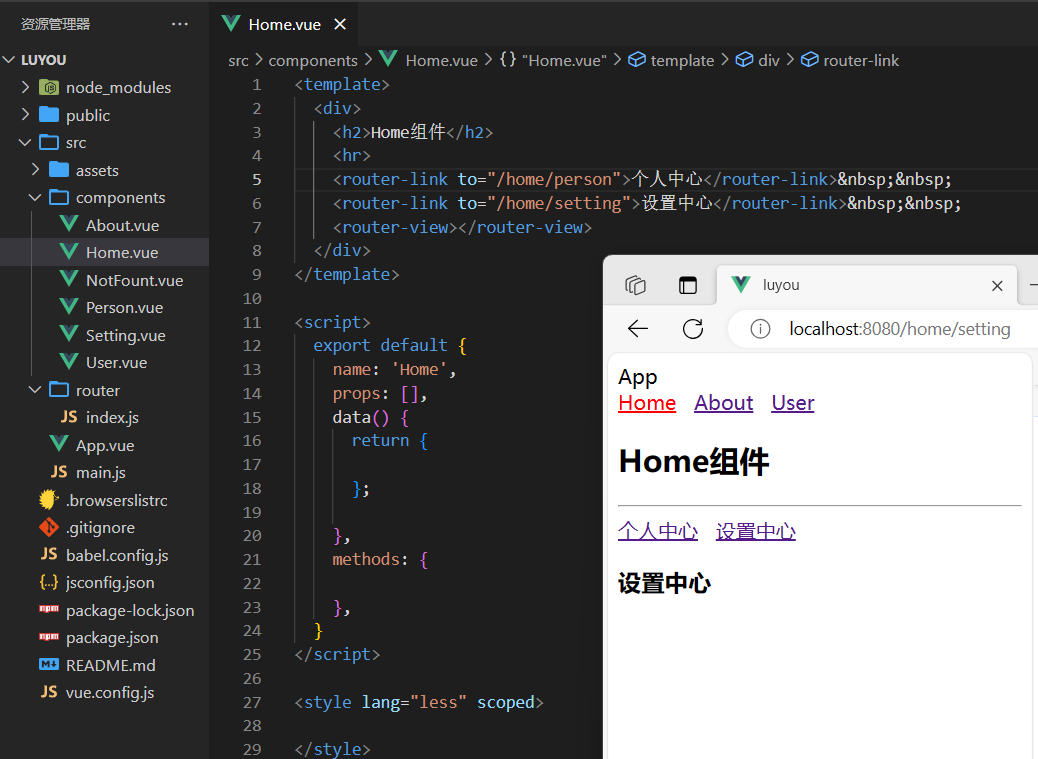 资源管理器
···
LUYOU
node_modules
public
src
assets
components
About.vue
Home.vue
NotFount.vue
Person.vue
Setting.vue
User.vue
router
JS index.js
App.vue
JS main.js
.browserslistrc
.gitignore
JS babel.config.js
{..} jsconfig.json
npm package-lock.json
npm package.json
M↓ README.md
JS vue.config.js
Home.vue
src > components > Home.vue > {} "Home.vue" > template > div > router-link
1 <template>
2 <div>
3 <h2>Home组件</h2>
4 <hr>
5 <router-link to="/home/person">个人中心</router-link>&nbsp;&nbsp;
6 <router-link to="/home/setting">设置中心</router-link>&nbsp;&nbsp;
7 <router-view></router-view>
8 </div>
9 </template>
10
11 <script>
12 export default {
13 name: 'Home',
14 props: [],
15 data() {
16 return {
17
18 };
19
20 },
21 methods: {
22
23 },
24 }
25 </script>
26
27 <style lang="less" scoped>
28
29 </style>
luyou
localhost:8080/home/setting
App
Home About User
Home组件
个人中心 设置中心
设置中心